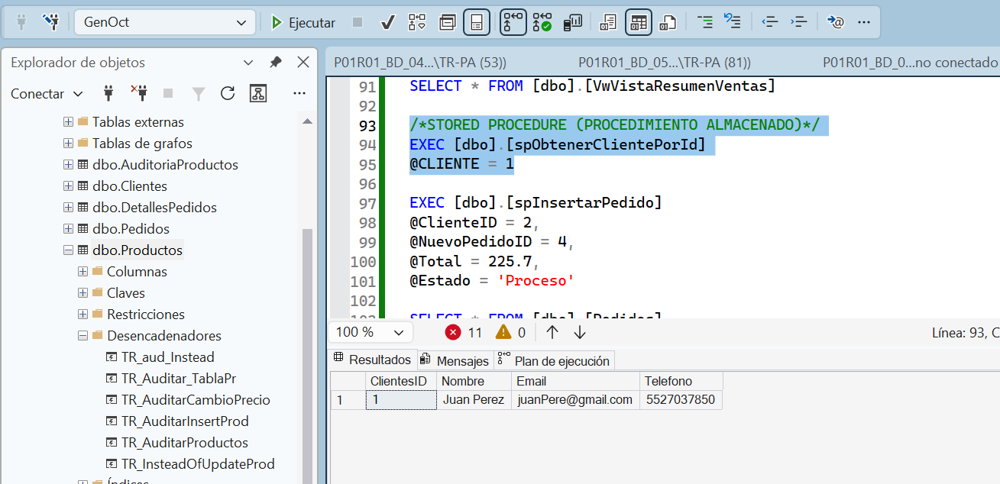 GenOct
Ejecutar
Explorador de objetos
P01R01_BD_04...\TR-PA (53))
P01R01_BD_05...\TR-PA (81))
P01R01_BD_0...no conectado
Conectar
Tablas externas
Tablas de grafos
dbo.AuditoriaProductos
dbo.Clientes
dbo.DetallesPedidos
dbo.Pedidos
dbo.Productos
Columnas
Claves
Restricciones
Desencadenadores
TR_aud_Instead
TR_Auditar_TablaPr
TR_AuditarCambioPrecio
TR_AuditarInsertProd
TR_AuditarProductos
TR_InsteadOfUpdateProd
Índices
91 SELECT * FROM [dbo].[VwVistaResumenVentas]
92
93 /*STORED PROCEDURE (PROCEDIMIENTO ALMACENADO)*/
94 EXEC [dbo].[spObtenerClientePorId]
95 @CLIENTE = 1
96
97 EXEC [dbo].[spInsertarPedido]
98 @ClienteID = 2,
99 @NuevoPedidoID = 4,
100 @Total = 225.7,
101 @Estado = 'Proceso'
102
103 SELECT * FROM [dbo].[Pedidos]
100 %
11
0
Línea: 93, C
Resultados
Mensajes
Plan de ejecución
ClientesID Nombre Email Telefono
1 1 Juan Perez juanPere@gmail.com 5527037850